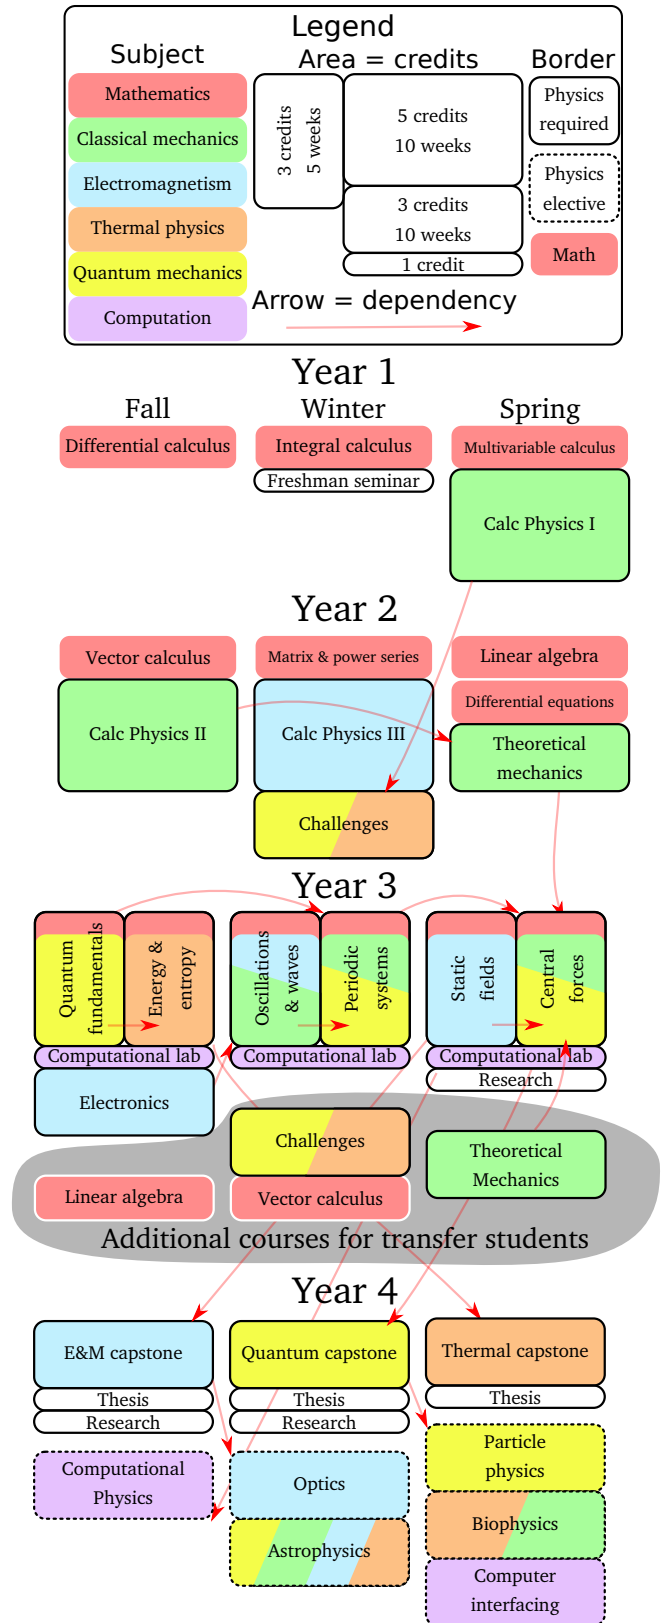 Legend
Subject
Area = credits
Border
Mathematics
Classical mechanics
Electromagnetism
Thermal physics
Quantum mechanics
Computation
3 credits
5 weeks
5 credits
10 weeks
3 credits
10 weeks
1 credit
Physics
required
Physics
elective
Math
Arrow = dependency
Year 1
Fall
Winter
Spring
Differential calculus
Integral calculus
Multivariable calculus
Freshman seminar
Calc Physics I
Year 2
Vector calculus
Matrix & power series
Linear algebra
Differential equations
Calc Physics II
Calc Physics III
Theoretical
mechanics
Challenges
Year 3
Quantum
fundamentals
Energy &
entropy
Oscillations
& waves
Periodic
systems
Static
fields
Central
forces
Computational lab
Computational lab
Computational lab
Research
Electronics
Challenges
Theoretical
Mechanics
Linear algebra
Vector calculus
Additional courses for transfer students
Year 4
E&M capstone
Quantum capstone
Thermal capstone
Thesis
Thesis
Thesis
Research
Research
Computational
Physics
Optics
Astrophysics
Particle
physics
Biophysics
Computer
interfacing